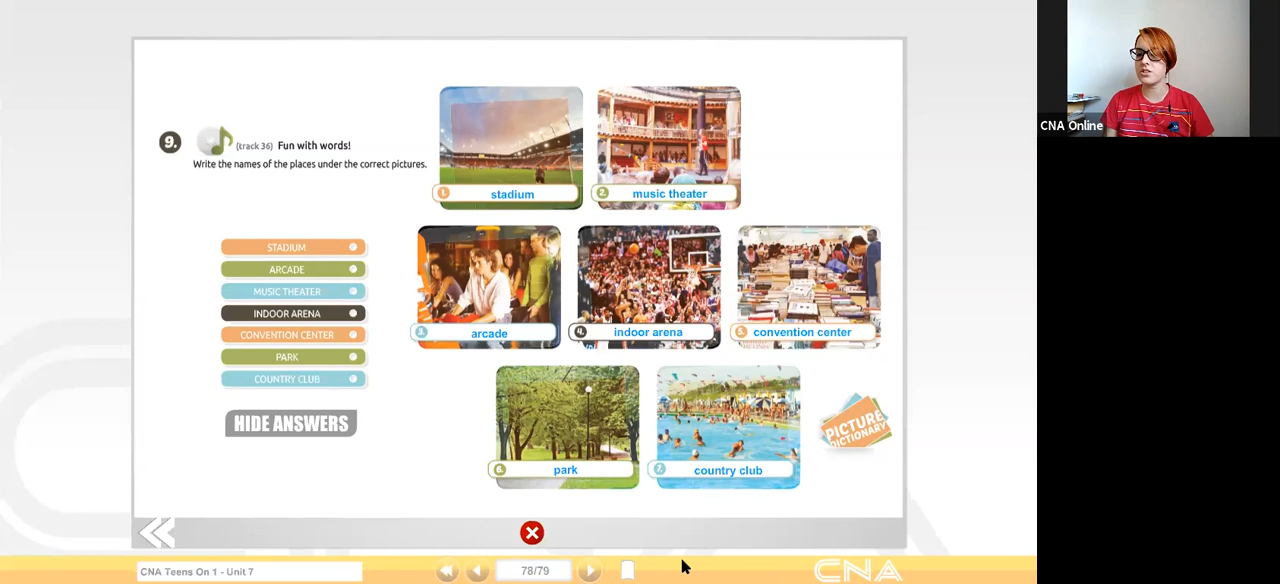 9.
(track 36) Fun with words!
Write the names of the places under the correct pictures.
1. stadium
2. music theater
STADIUM
ARCADE
MUSIC THEATER
INDOOR ARENA
CONVENTION CENTER
PARK
COUNTRY CLUB
HIDE ANSWERS
3. arcade
4. indoor arena
5. convention center
6. park
7. country club
PICTURE
DICTIONARY
CNA Teens On 1 - Unit 7
78/79
CNA
CNA Online